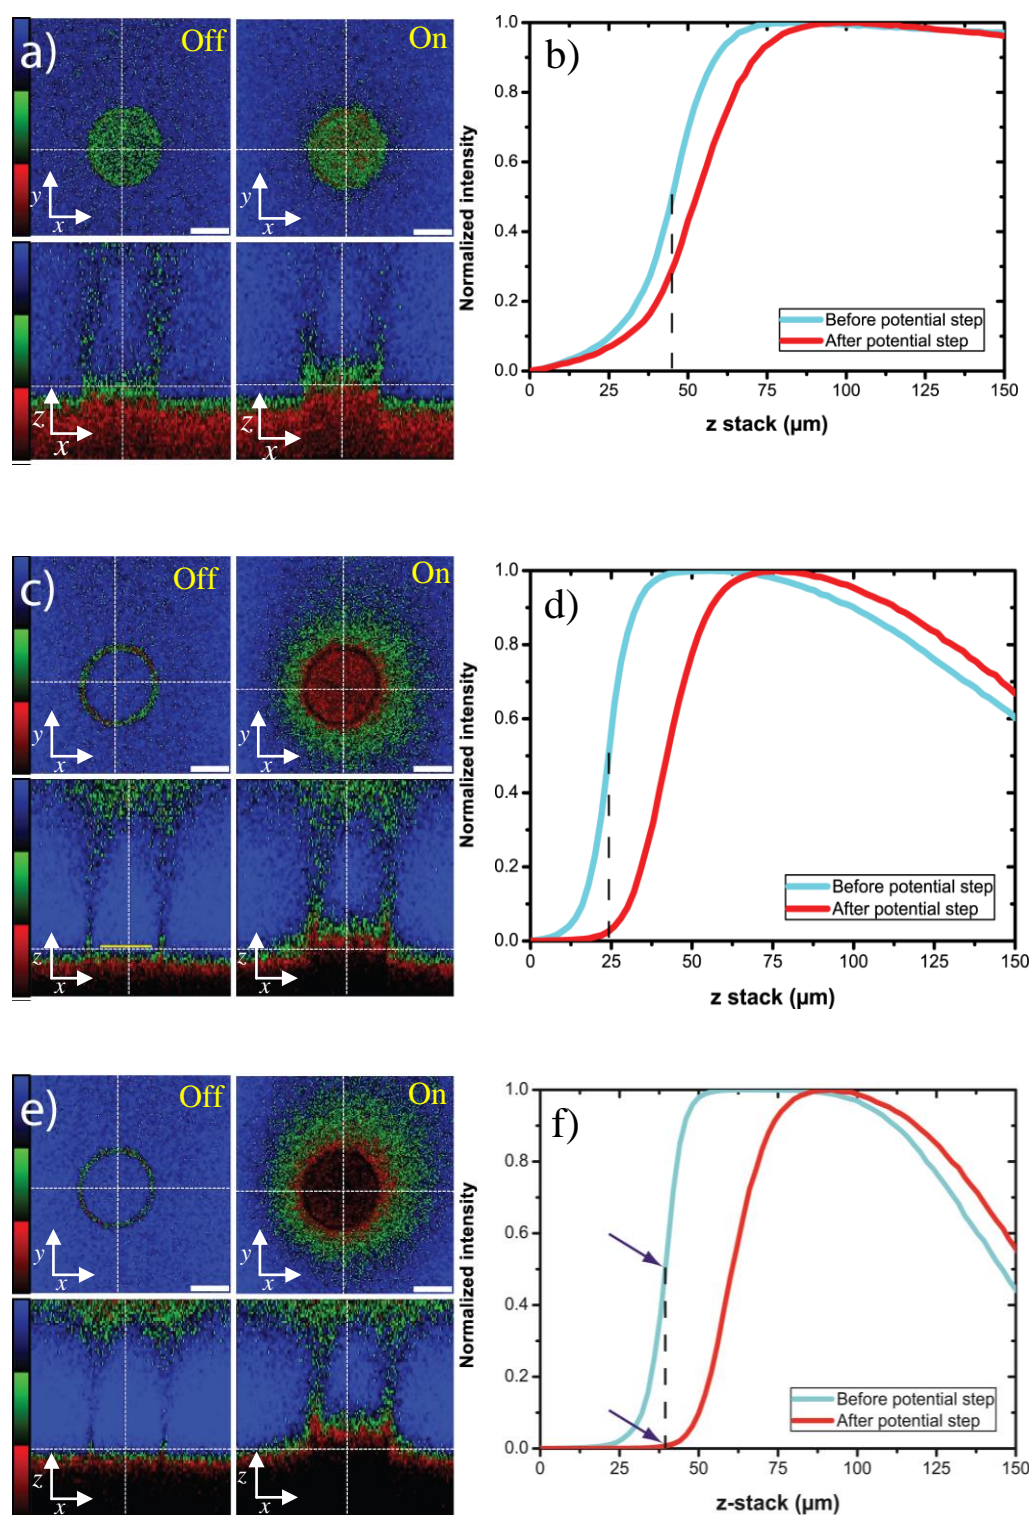 a)
Off
On
y
x
y
x
z
x
z
x
b)
Normalized intensity
1.0
0.8
0.6
0.4
0.2
0.0
Before potential step
After potential step
0
25
50
75
100
125
150
z stack (µm)
c)
Off
On
y
x
y
x
z
x
z
x
d)
Normalized intensity
1.0
0.8
0.6
0.4
0.2
0.0
Before potential step
After potential step
0
25
50
75
100
125
150
z stack (µm)
e)
Off
On
y
x
y
x
z
x
z
x
f)
Normalized intensity
1.0
0.8
0.6
0.4
0.2
0.0
Before potential step
After potential step
0
25
50
75
100
125
150
z-stack (µm)